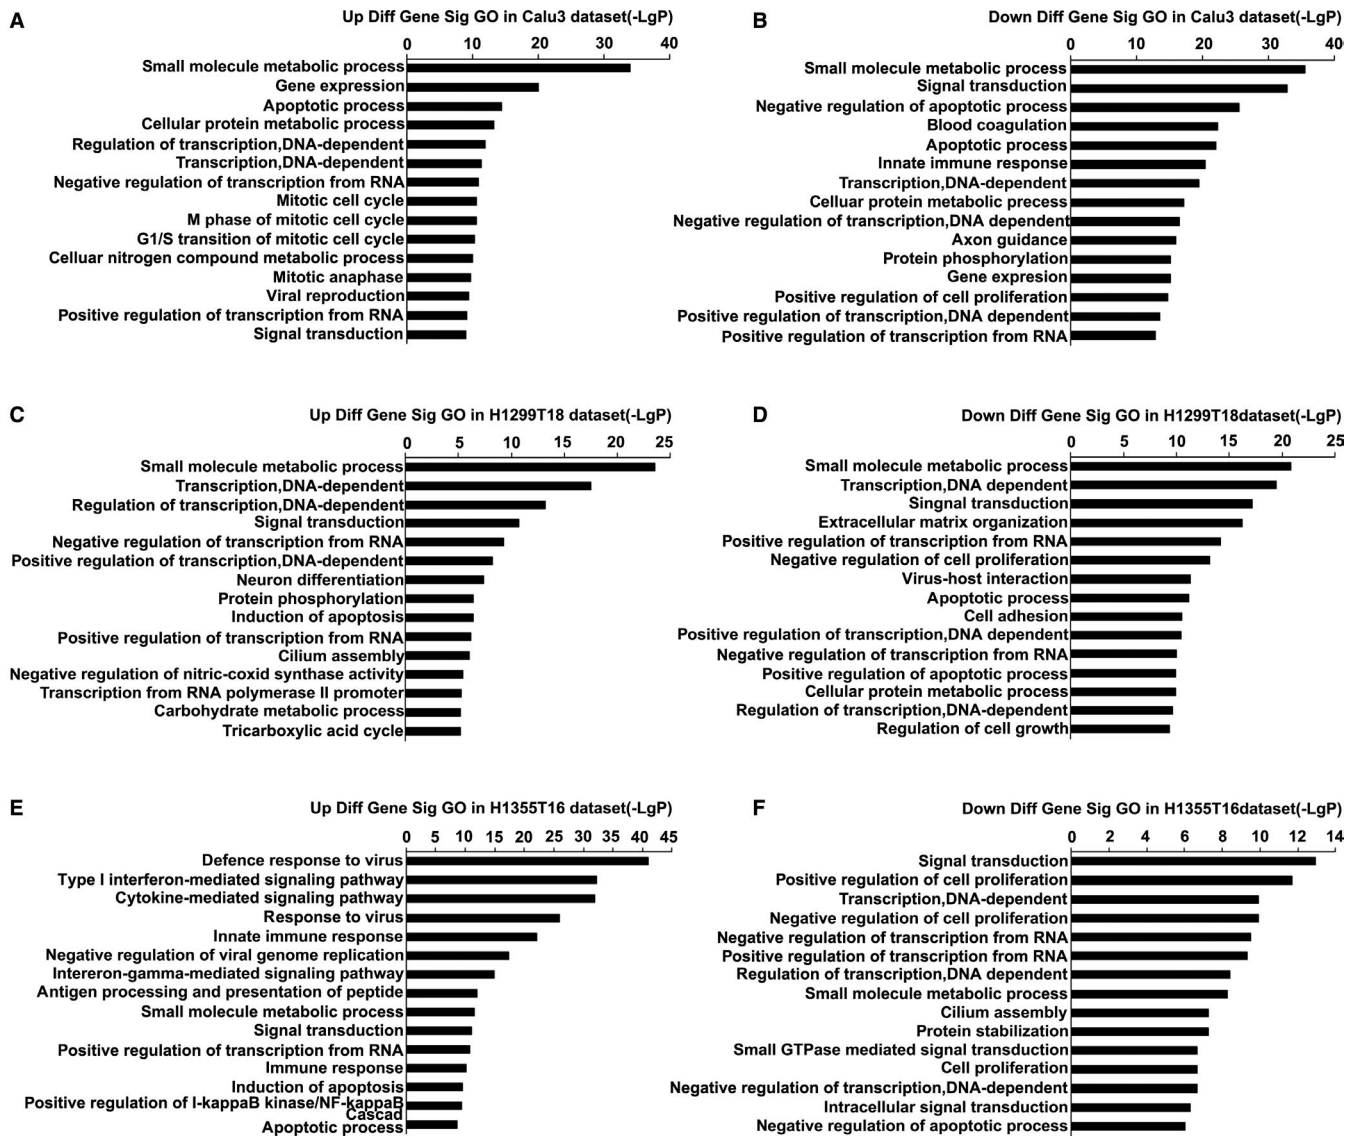 A
Up Diff Gene Sig GO in Calu3 dataset(-LgP)
0 10 20 30 40
Small molecule metabolic process
Gene expression
Apoptotic process
Cellular protein metabolic process
Regulation of transcription,DNA-dependent
Transcription,DNA-dependent
Negative regulation of transcription from RNA
Mitotic cell cycle
M phase of mitotic cell cycle
G1/S transition of mitotic cell cycle
Celluar nitrogen compound metabolic process
Mitotic anaphase
Viral reproduction
Positive regulation of transcription from RNA
Signal transduction
B
Down Diff Gene Sig GO in Calu3 dataset(-LgP)
0 10 20 30 40
Small molecule metabolic process
Signal transduction
Negative regulation of apoptotic process
Blood coagulation
Apoptotic process
Innate immune response
Transcription,DNA-dependent
Celluar protein metabolic precess
Negative regulation of transcription,DNA dependent
Axon guidance
Protein phosphorylation
Gene expresion
Positive regulation of cell proliferation
Positive regulation of transcription,DNA dependent
Positive regulation of transcription from RNA
C
Up Diff Gene Sig GO in H1299T18 dataset(-LgP)
0 5 10 15 20 25
Small molecule metabolic process
Transcription,DNA-dependent
Regulation of transcription,DNA-dependent
Signal transduction
Negative regulation of transcription from RNA
Positive regulation of transcription,DNA-dependent
Neuron differentiation
Protein phosphorylation
Induction of apoptosis
Positive regulation of transcription from RNA
Cilium assembly
Negative regulation of nitric-coxid synthase activity
Transcription from RNA polymerase II promoter
Carbohydrate metabolic process
Tricarboxylic acid cycle
D
Down Diff Gene Sig GO in H1299T18dataset(-LgP)
0 5 10 15 20 25
Small molecule metabolic process
Transcription,DNA dependent
Singnal transduction
Extracellular matrix organization
Positive regulation of transcription from RNA
Negative regulation of cell proliferation
Virus-host interaction
Apoptotic process
Cell adhesion
Positive regulation of transcription,DNA dependent
Negative regulation of transcription from RNA
Positive regulation of apoptotic process
Cellular protein metabolic process
Regulation of transcription,DNA-dependent
Regulation of cell growth
E
Up Diff Gene Sig GO in H1355T16 dataset(-LgP)
0 5 10 15 20 25 30 35 40 45
Defence response to virus
Type I interferon-mediated signaling pathway
Cytokine-mediated signaling pathway
Response to virus
Innate immune response
Negative regulation of viral genome replication
Intereron-gamma-mediated signaling pathway
Antigen processing and presentation of peptide
Small molecule metabolic process
Signal transduction
Positive regulation of transcription from RNA
Immune response
Induction of apoptosis
Positive regulation of I-kappaB kinase/NF-kappaB
Cascad
Apoptotic process
F
Down Diff Gene Sig GO in H1355T16dataset(-LgP)
0 2 4 6 8 10 12 14
Signal transduction
Positive regulation of cell proliferation
Transcription,DNA-dependent
Negative regulation of cell proliferation
Negative regulation of transcription from RNA
Positive regulation of transcription from RNA
Regulation of transcription,DNA dependent
Small molecule metabolic process
Cilium assembly
Protein stabilization
Small GTPase mediated signal transduction
Cell proliferation
Negative regulation of transcription,DNA-dependent
Intracellular signal transduction
Negative regulation of apoptotic process